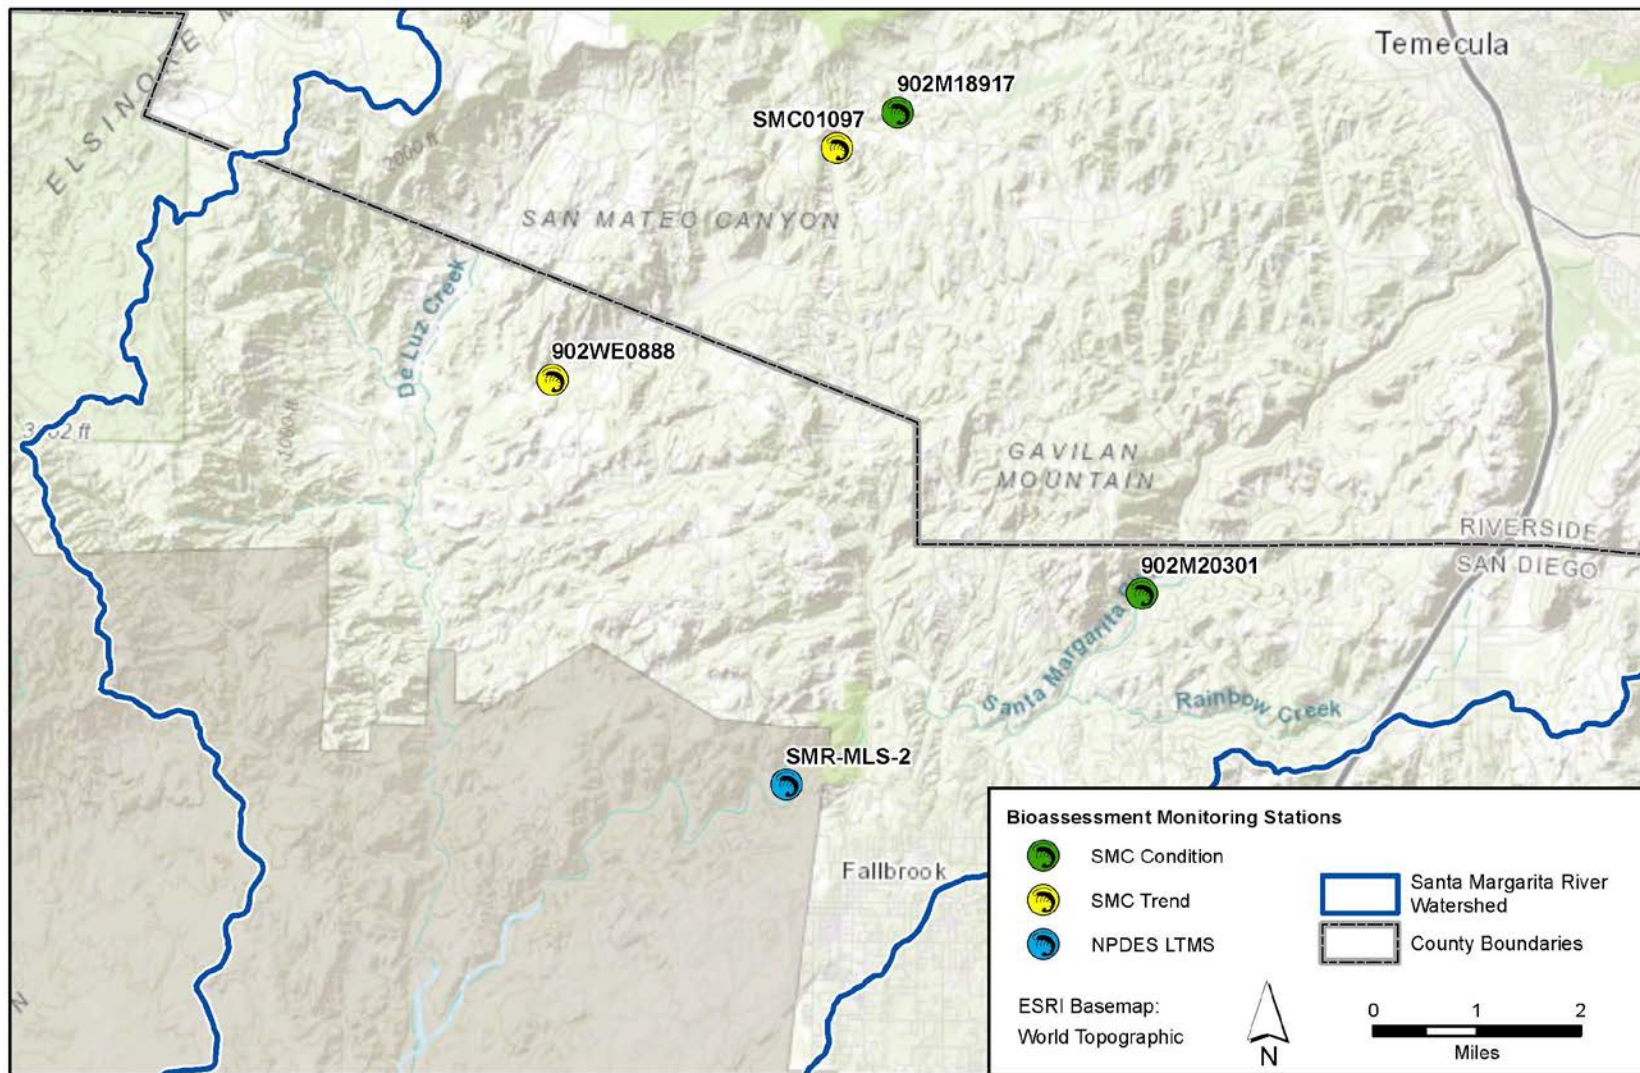 Temecula
902M18917
SMC01097
ELSINORE
2000 ft
SAN MATEO CANYON
De Luz Creek
902WE0888
1000 ft
GAVILAN
MOUNTAIN
RIVERSIDE
SAN DIEGO
902M20301
Santa Margarita
Rainbow Creek
SMR-MLS-2
Fallbrook
N
Bioassessment Monitoring Stations
SMC Condition
SMC Trend
NPDES LTMS
Santa Margarita River
Watershed
County Boundaries
ESRI Basemap:
World Topographic
N
0 1 2
Miles